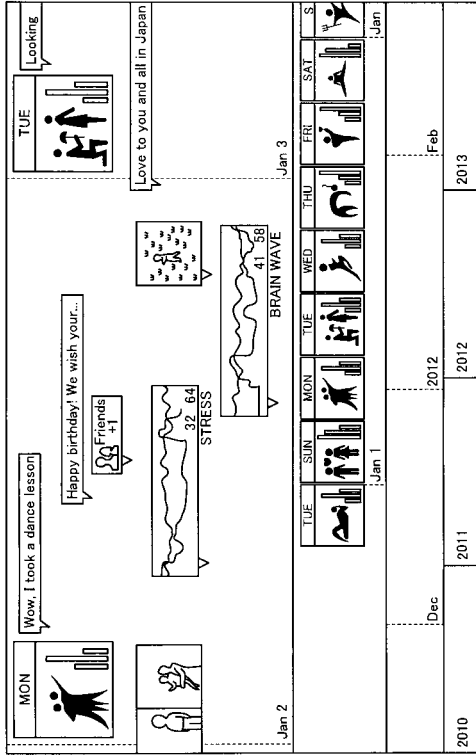 MON
Wow, I took a dance lesson
TUE
Looking
Happy birthday! We wish your...
Friends
+1
Love to you and all in Japan
32 64
STRESS
41 58
BRAIN WAVE
Jan 2
Jan 3
TUE
SUN
MON
TUE
WED
THU
FRI
SAT
S
Jan 1
Jan
Dec
2012
Feb
2010
2011
2012
2013